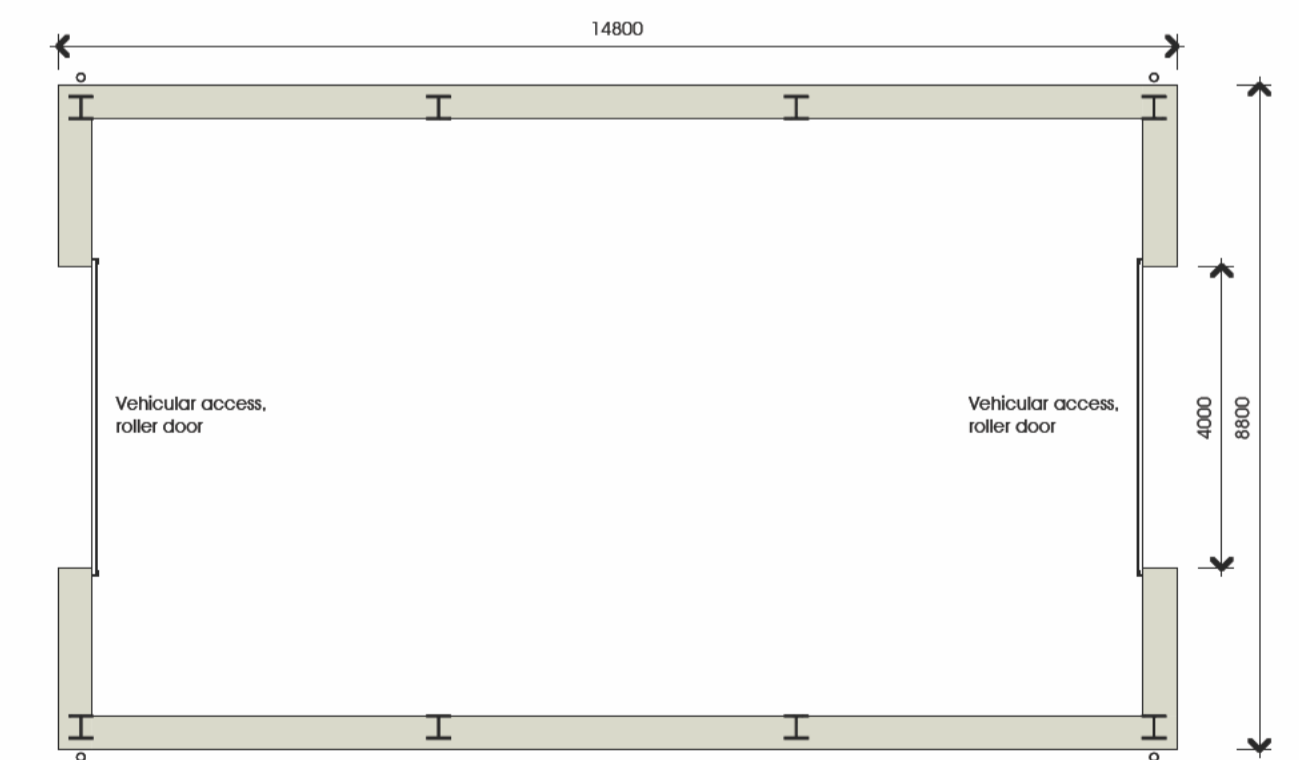 14800
Vehicular access,
roller door
Vehicular access,
roller door
4000
8800